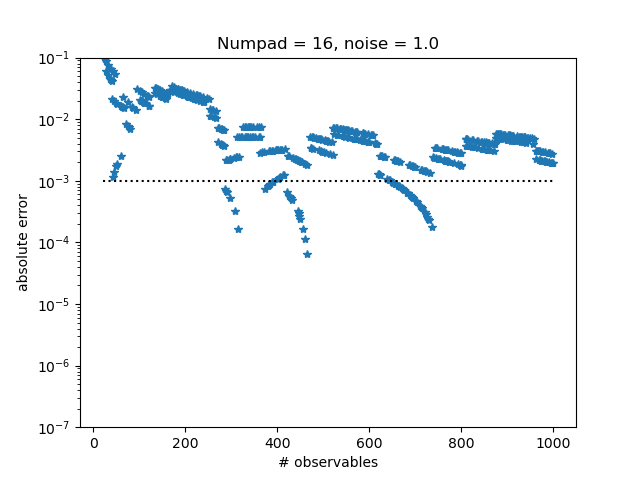 Numpad = 16, noise = 1.0
absolute error
10⁻¹
10⁻²
10⁻³
10⁻⁴
10⁻⁵
10⁻⁶
10⁻⁷
0 200 400 600 800 1000
# observables